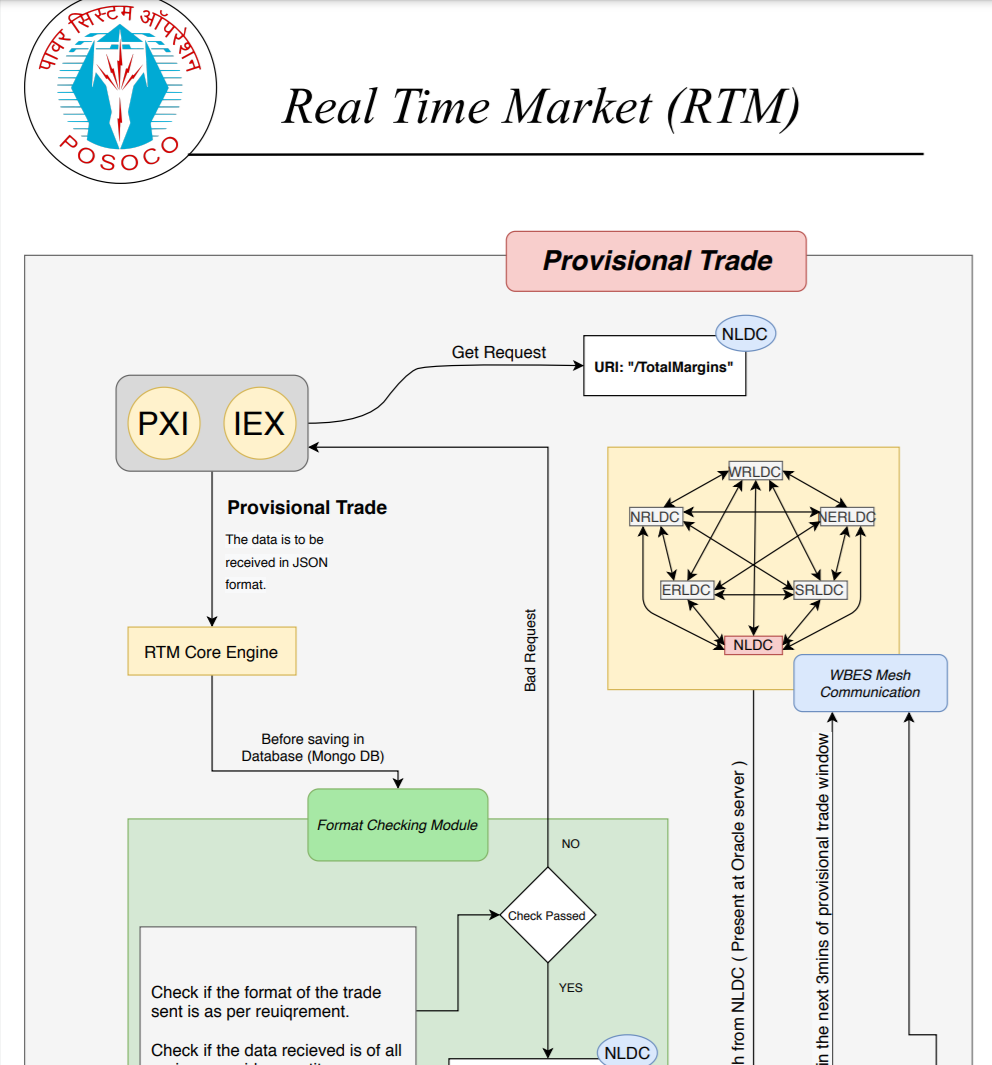 पावर सिस्टम ऑपरेशन
POSOCO
Real Time Market (RTM)
Provisional Trade
NLDC
Get Request
URI: "/TotalMargins"
PXI
IEX
WRLDC
NRLDC
NERLDC
ERLDC
SRLDC
NLDC
Provisional Trade
The data is to be
received in JSON
format.
Bad Request
RTM Core Engine
WBES Mesh
Communication
Before saving in
Database (Mongo DB)
Format Checking Module
NO
Check Passed
YES
h from NLDC ( Present at Oracle server )
in the next 3mins of provisional trade window
Check if the format of the trade
sent is as per reuiqrement.
Check if the data recieved is of all
NLDC